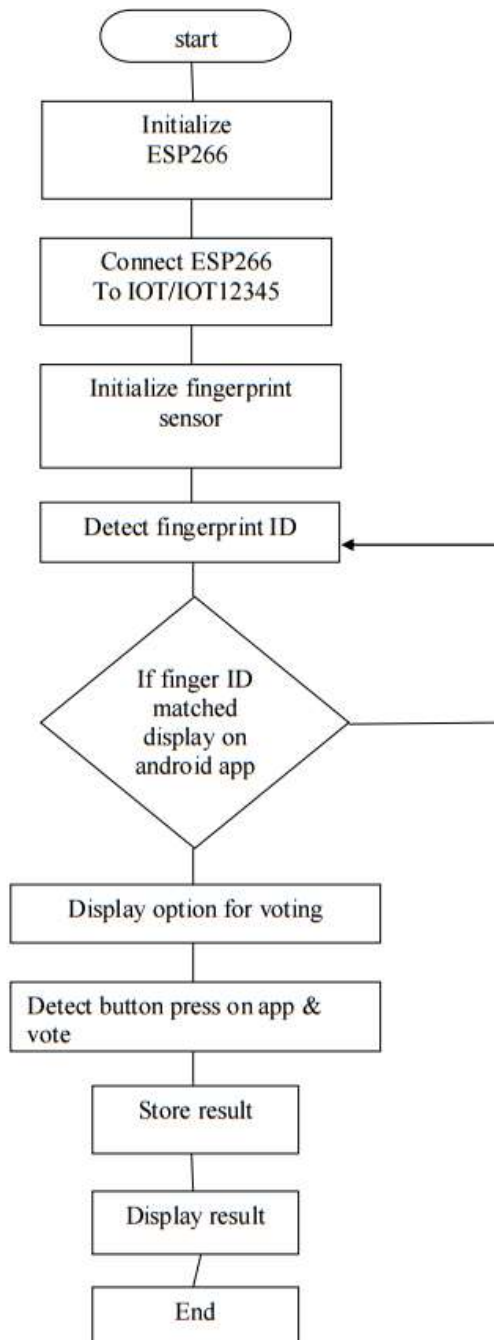 start
Initialize
ESP266
Connect ESP266
To IOT/IOT12345
Initialize fingerprint
sensor
Detect fingerprint ID
If finger ID
matched
display on
android app
Display option for voting
Detect button press on app &
vote
Store result
Display result
End